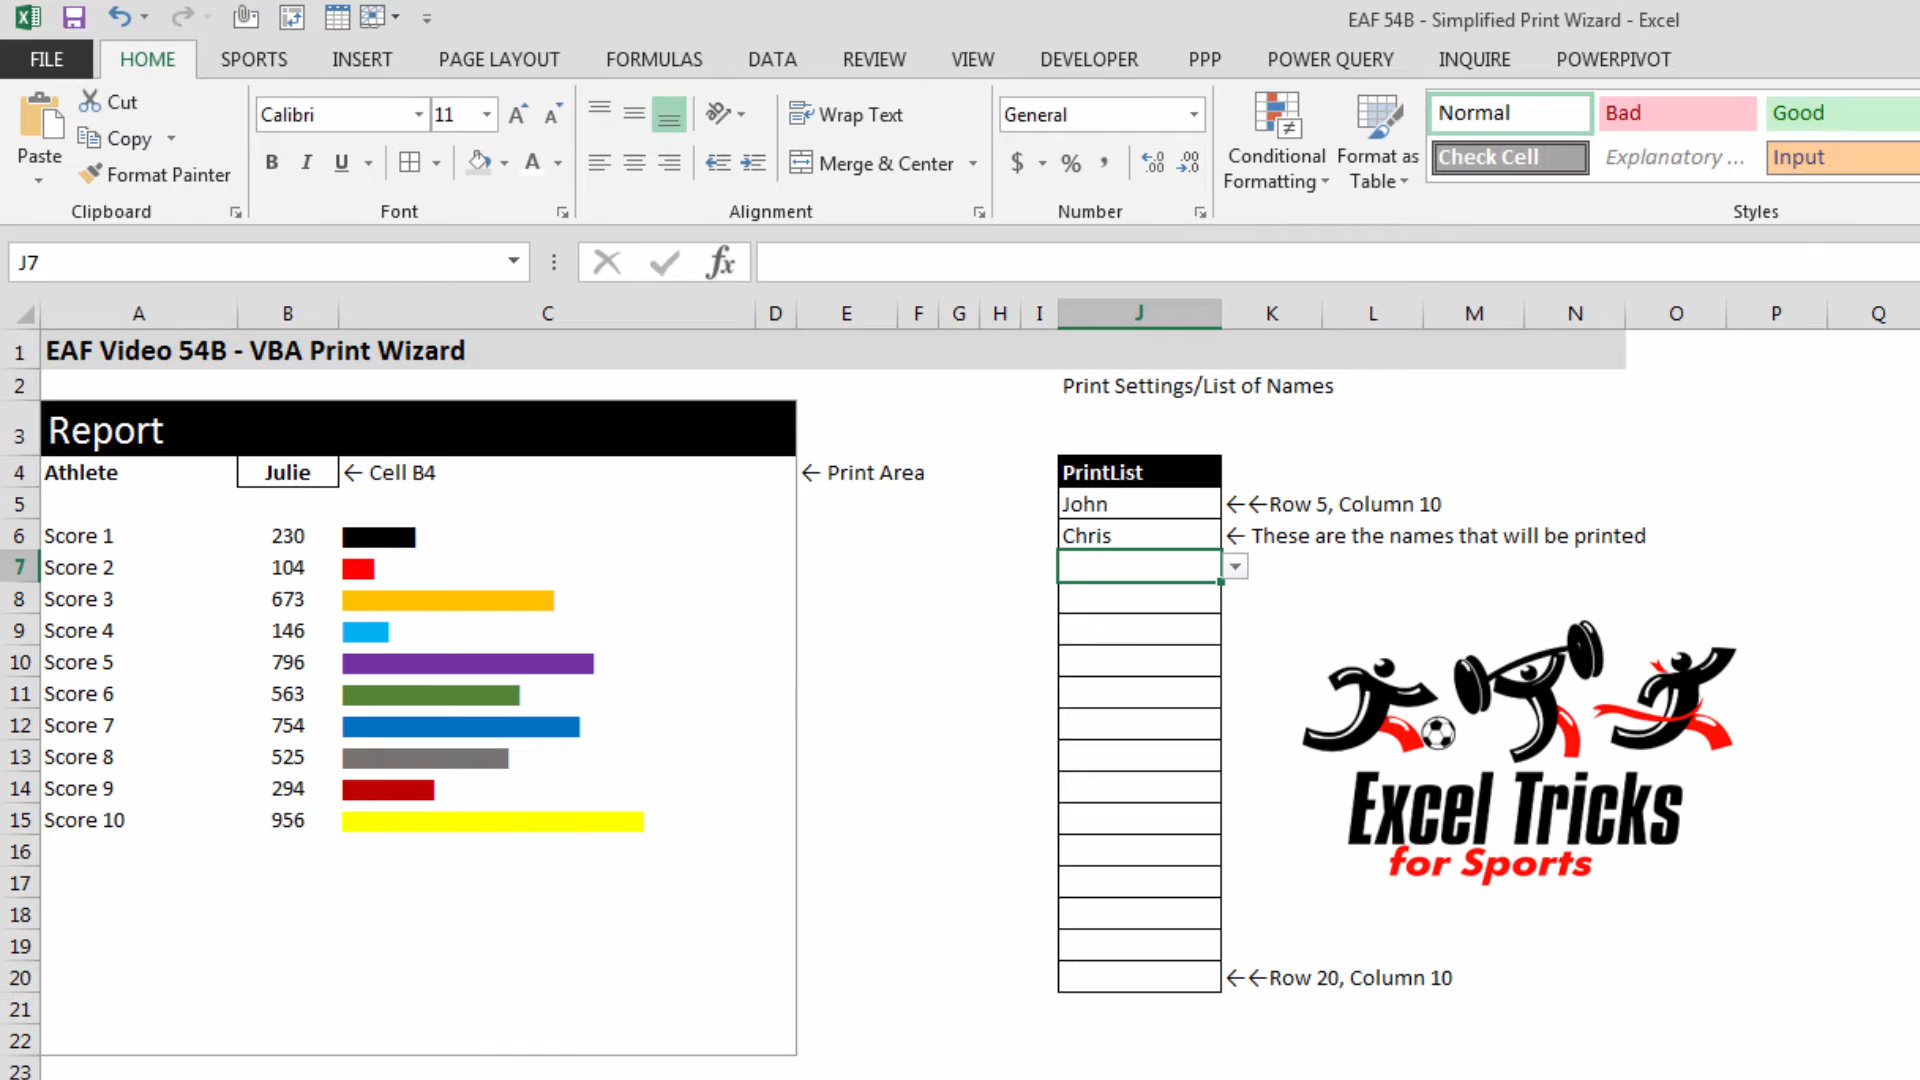 EAF 54B - Simplified Print Wizard - Excel
FILE HOME SPORTS INSERT PAGE LAYOUT FORMULAS DATA REVIEW VIEW DEVELOPER PPP POWER QUERY INQUIRE POWERPIVOT
Cut
Copy
Format Painter
Paste
Clipboard
Calibri 11
B I U
Font
Wrap Text
Merge & Center
Alignment
General
$ % ,
Number
Conditional Formatting
Format as Table
Normal Bad Good
Check Cell Explanatory ... Input
Styles
J7
fx
A B C D E F G H I J K L M N O P Q
1 EAF Video 54B - VBA Print Wizard
2 Print Settings/List of Names
3 Report
4 Athlete Julie ← Cell B4 ← Print Area PrintList
5 John ←←Row 5, Column 10
6 Score 1 230 Chris ← These are the names that will be printed
7 Score 2 104
8 Score 3 673
9 Score 4 146
10 Score 5 796
11 Score 6 563
12 Score 7 754
13 Score 8 525
14 Score 9 294
15 Score 10 956
16
17
18
19
20 ←←Row 20, Column 10
21
22
23
Excel Tricks
for Sports